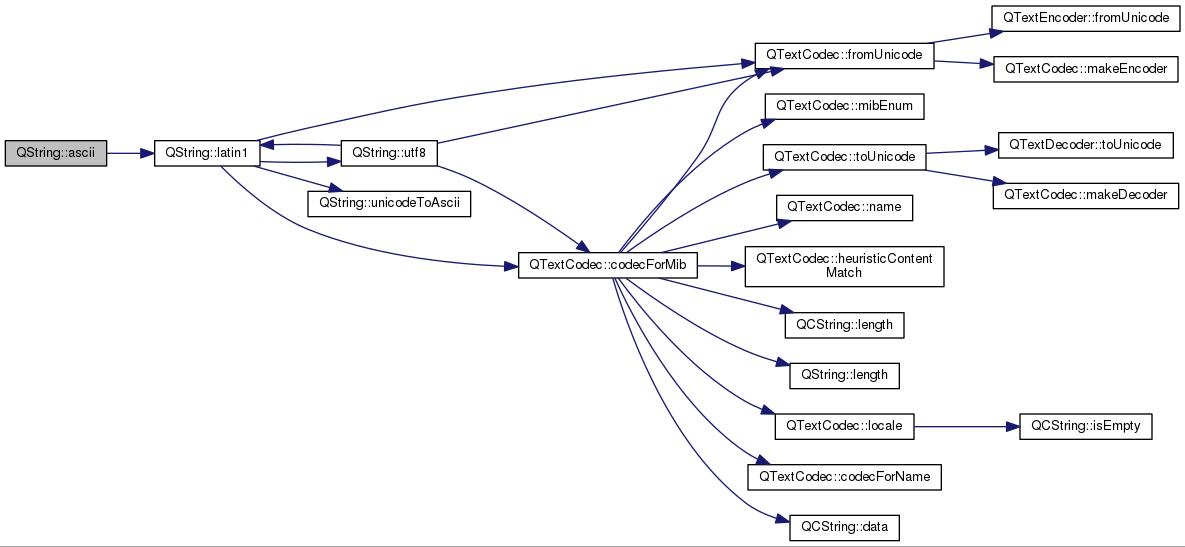 QString::ascii
QString::latin1
QString::utf8
QString::unicodeToAscii
QTextCodec::codecForMib
QTextCodec::fromUnicode
QTextCodec::mibEnum
QTextCodec::toUnicode
QTextCodec::name
QTextCodec::heuristicContent
Match
QCString::length
QString::length
QTextCodec::locale
QTextCodec::codecForName
QCString::data
QTextEncoder::fromUnicode
QTextCodec::makeEncoder
QTextDecoder::toUnicode
QTextCodec::makeDecoder
QCString::isEmpty